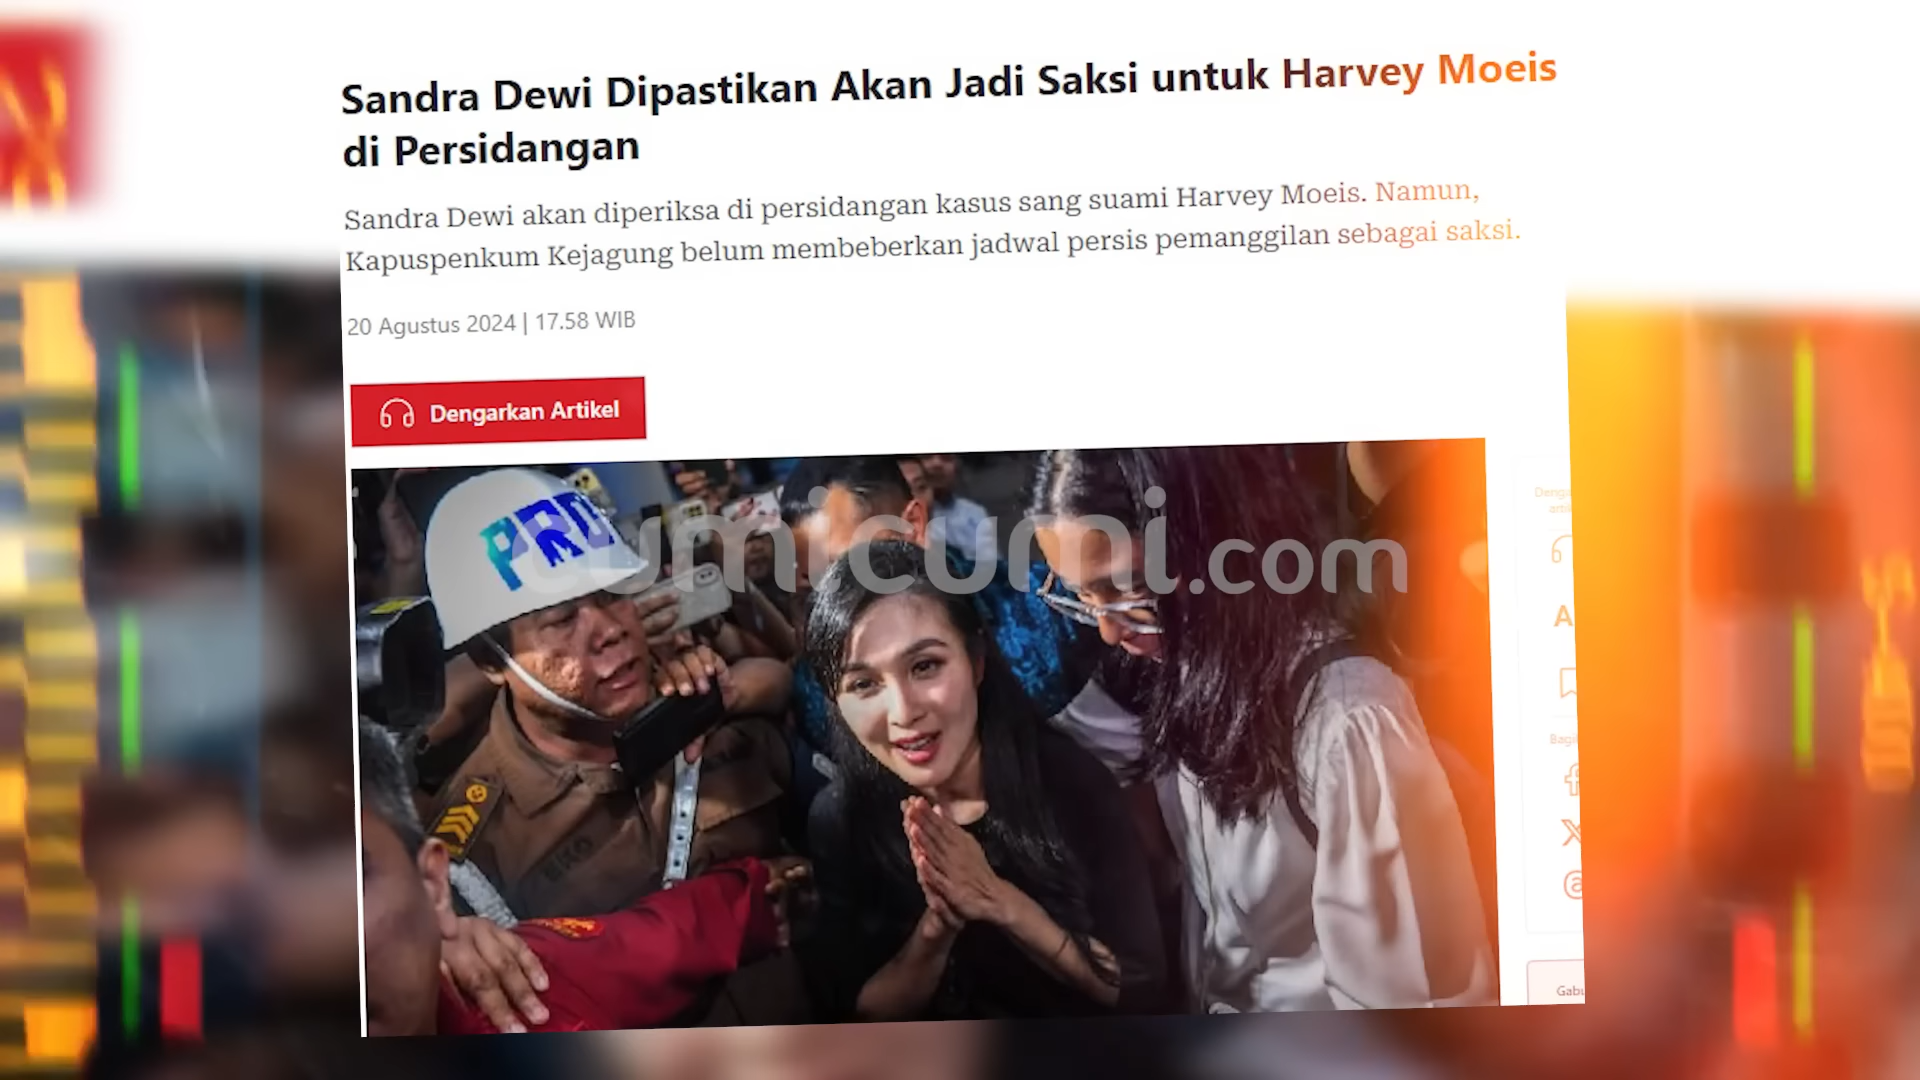 Sandra Dewi Dipastikan Akan Jadi Saksi untuk Harvey Moeis
di Persidangan
Sandra Dewi akan diperiksa di persidangan kasus sang suami Harvey Moeis. Namun,
Kapuspenkum Kejagung belum membeberkan jadwal persis pemanggilan sebagai saksi.
20 Agustus 2024 | 17.58 WIB
Dengarkan Artikel
cumicumi.com